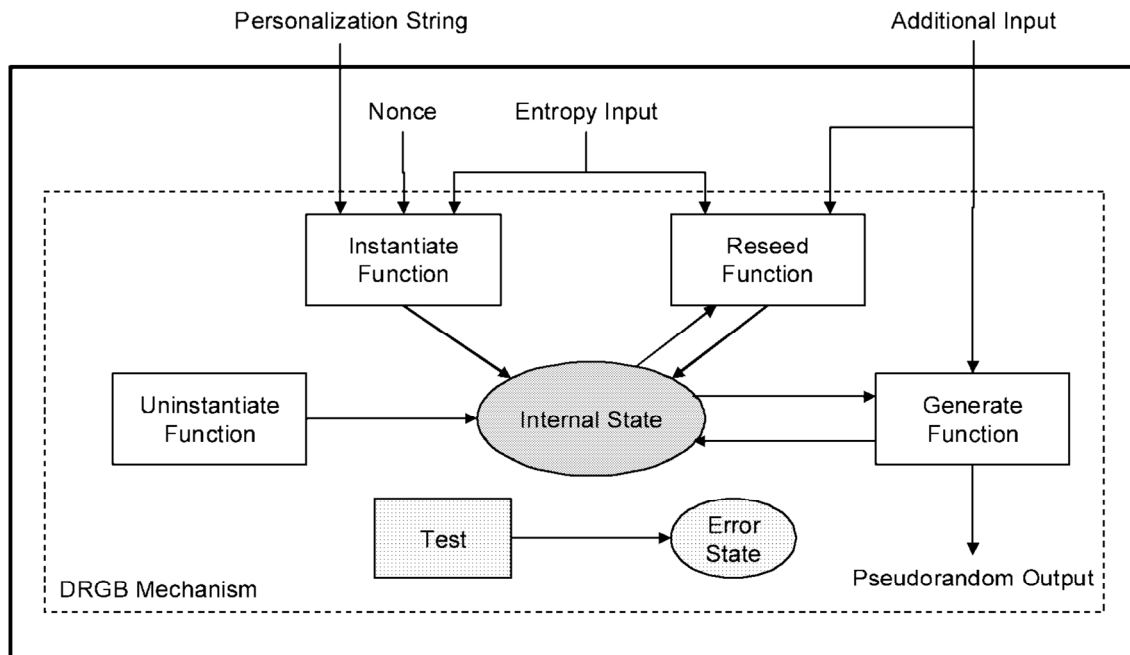 Personalization String
Additional Input
Nonce
Entropy Input
Instantiate
Function
Reseed
Function
Uninstantiate
Function
Internal State
Generate
Function
Test
Error
State
DRGB Mechanism
Pseudorandom Output